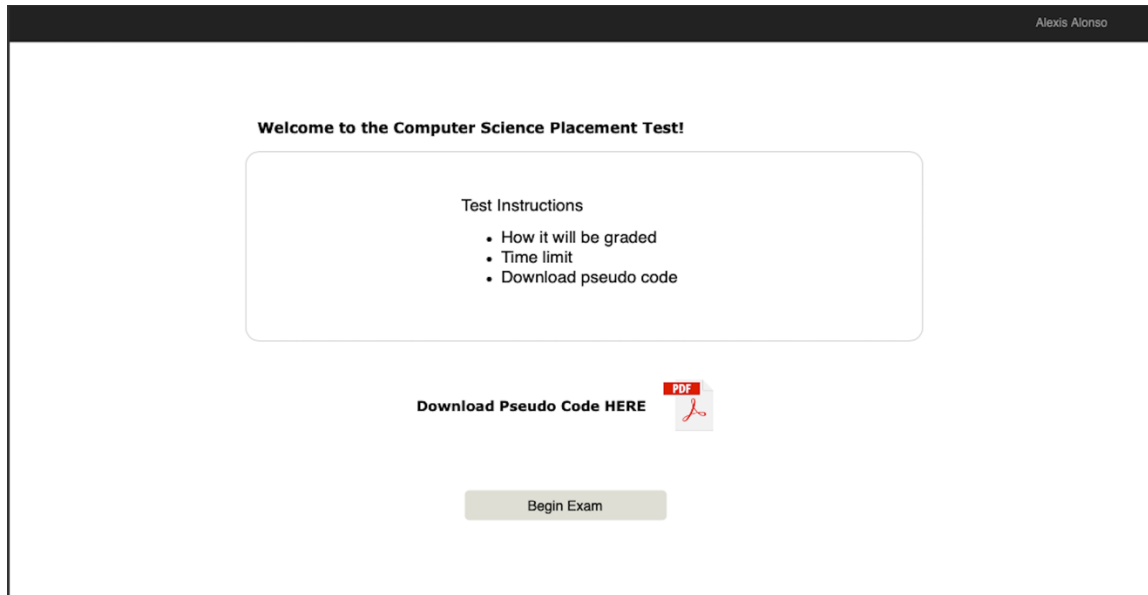 Alexis Alonso
Welcome to the Computer Science Placement Test!
Test Instructions
• How it will be graded
• Time limit
• Download pseudo code
Download Pseudo Code HERE
PDF
Begin Exam